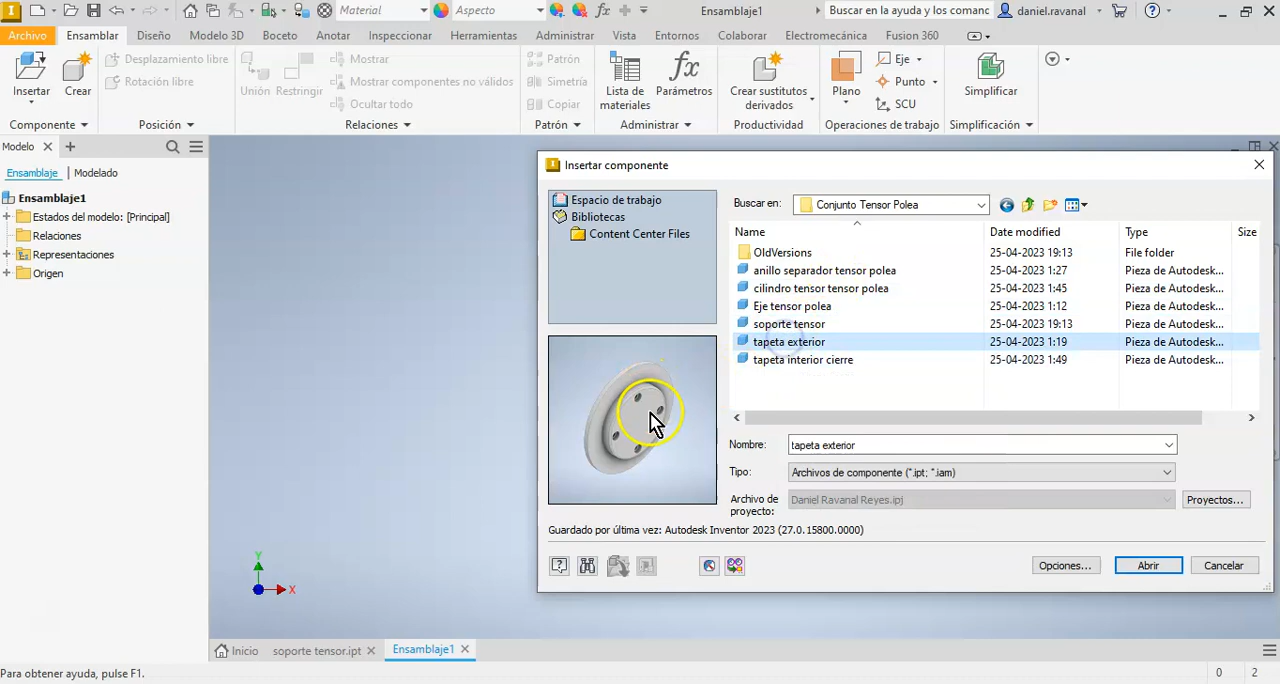 Material
Aspecto
Ensamblaje1
Buscar en la ayuda y los comanc
daniel.ravanal
Archivo Ensamblar Diseño Modelo 3D Boceto Anotar Inspeccionar Herramientas Administrar Vista Entornos Colaborar Electromecánica Fusion 360
Insertar
Crear
Desplazamiento libre
Rotación libre
Unión
Restringir
Mostrar
Mostrar componentes no válidos
Ocultar todo
Patrón
Simetría
Copiar
Lista de
materiales
Parámetros
Crear sustitutos
derivados
Plano
Eje
Punto
SCU
Simplificar
Componente Posición Relaciones Patrón Administrar Productividad Operaciones de trabajo Simplificación
Modelo
Ensamblaje | Modelado
Ensamblaje1
Estados del modelo: [Principal]
Relaciones
Representaciones
Origen
Insertar componente
Espacio de trabajo
Bibliotecas
Content Center Files
Buscar en: Conjunto Tensor Polea
Name Date modified Type Size
OldVersions 25-04-2023 19:13 File folder
anillo separador tensor polea 25-04-2023 1:27 Pieza de Autodesk...
cilindro tensor tensor polea 25-04-2023 1:45 Pieza de Autodesk...
Eje tensor polea 25-04-2023 1:12 Pieza de Autodesk...
soporte tensor 25-04-2023 19:13 Pieza de Autodesk...
tapeta exterior 25-04-2023 1:19 Pieza de Autodesk...
tapeta interior cierre 25-04-2023 1:49 Pieza de Autodesk...
Nombre: tapeta exterior
Tipo: Archivos de componente (*.ipt; *.iam)
Archivo de
proyecto:
Daniel Ravanal Reyes.ipj
Proyectos...
Guardado por última vez: Autodesk Inventor 2023 (27.0.15800.0000)
Opciones... Abrir Cancelar
Y
X
Inicio soporte tensor.ipt Ensamblaje1
Para obtener ayuda, pulse F1.
0 2